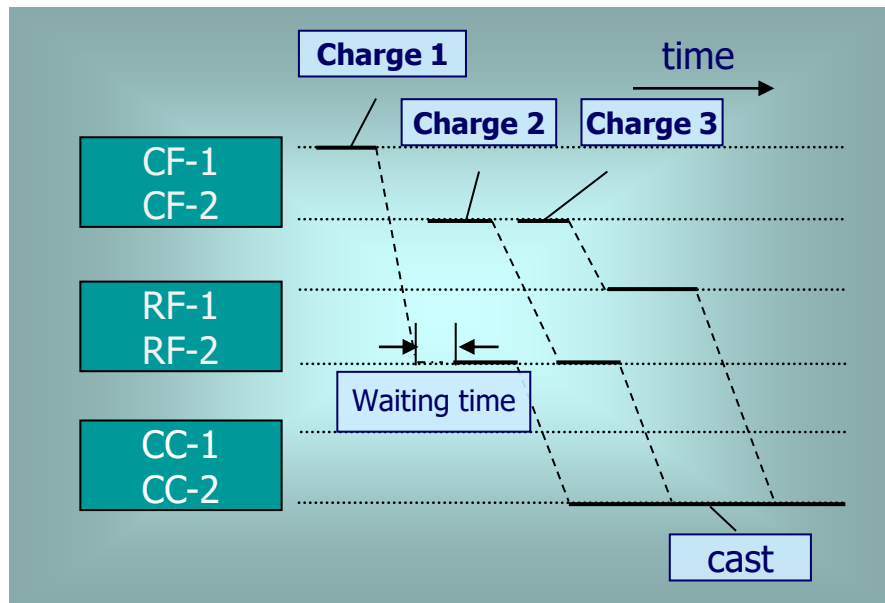 Charge 1
time
Charge 2
Charge 3
CF-1
CF-2
RF-1
RF-2
Waiting time
CC-1
CC-2
cast